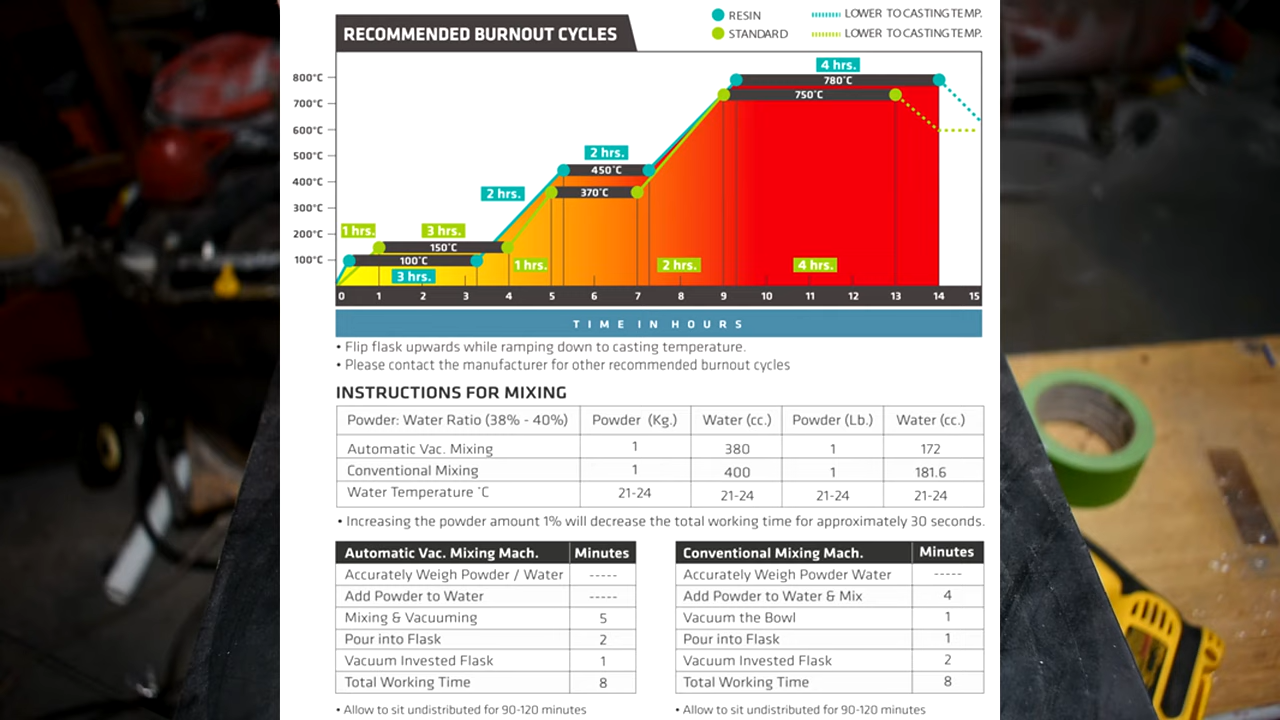 RESIN
LOWER TO CASTING TEMP.
RECOMMENDED BURNOUT CYCLES
STANDARD
LOWER TO CASTING TEMP.
4 hrs.
800°C
780°C
700°C
750°C
600°C
500°C
2 hrs.
450°C
400°C
370°C
2 hrs.
300°C
1 hrs.
3 hrs.
200°C
150°C
100°C
100°C
1 hrs.
2 hrs.
4 hrs.
3 hrs.
0 1 2 3 4 5 6 7 8 9 10 11 12 13 14 15
TIME IN HOURS
• Flip flask upwards while ramping down to casting temperature.
• Please contact the manufacturer for other recommended burnout cycles
INSTRUCTIONS FOR MIXING
Powder: Water Ratio (38% - 40%) Powder (Kg.) Water (cc.) Powder (Lb.) Water (cc.)
Automatic Vac. Mixing 1 380 1 172
Conventional Mixing 1 400 1 181.6
Water Temperature °C 21-24 21-24 21-24 21-24
• Increasing the powder amount 1% will decrease the total working time for approximately 30 seconds.
Automatic Vac. Mixing Mach. Minutes
Accurately Weigh Powder / Water -----
Add Powder to Water -----
Mixing & Vacuuming 5
Pour into Flask 2
Vacuum Invested Flask 1
Total Working Time 8
• Allow to sit undistributed for 90-120 minutes
Conventional Mixing Mach. Minutes
Accurately Weigh Powder Water -----
Add Powder to Water & Mix 4
Vacuum the Bowl 1
Pour into Flask 1
Vacuum Invested Flask 2
Total Working Time 8
• Allow to sit undistributed for 90-120 minutes